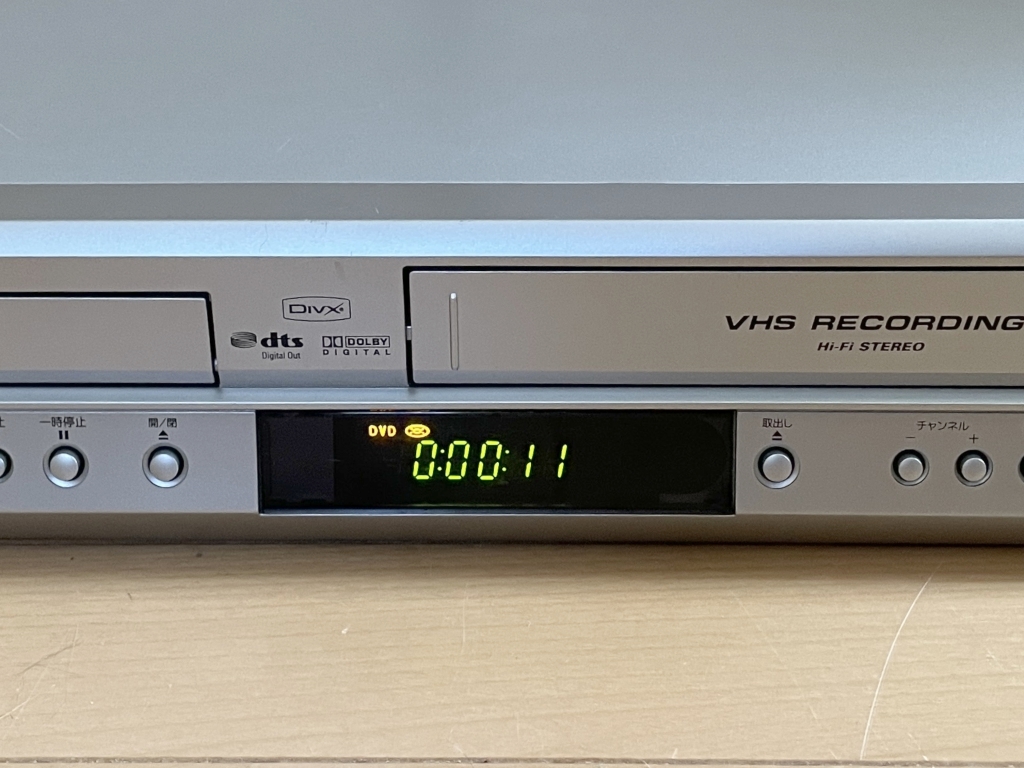 DivX
dts
Digital Out
DOLBY
DIGITAL
VHS RECORDING
Hi-Fi STEREO
止
一時停止
開/閉
DVD
0:00:11
取出し
チャンネル
− +